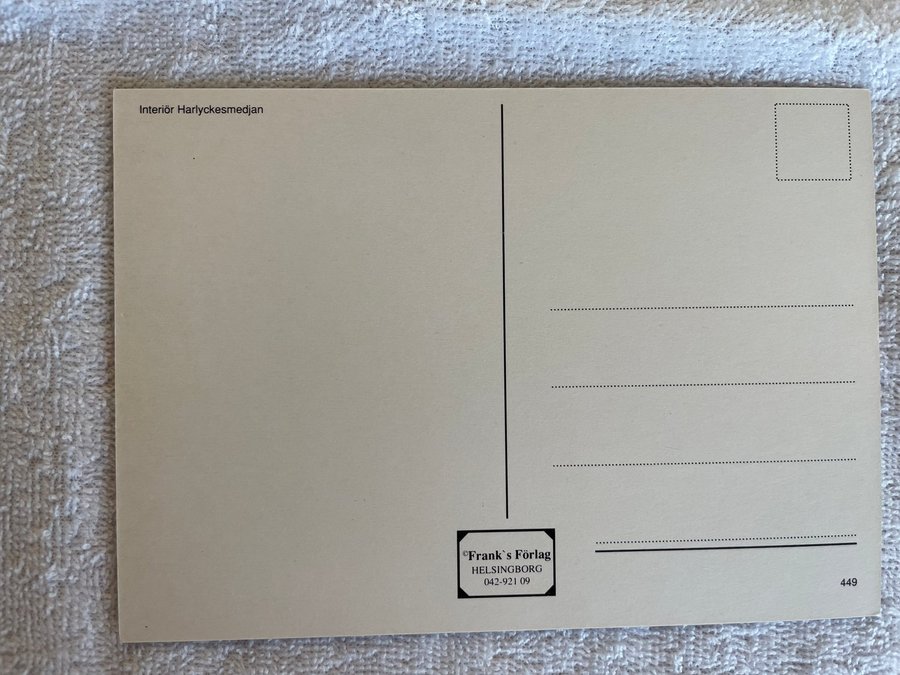 Interiör Harlyckesmedjan
©Frank`s Förlag
HELSINGBORG
042-921 09
449